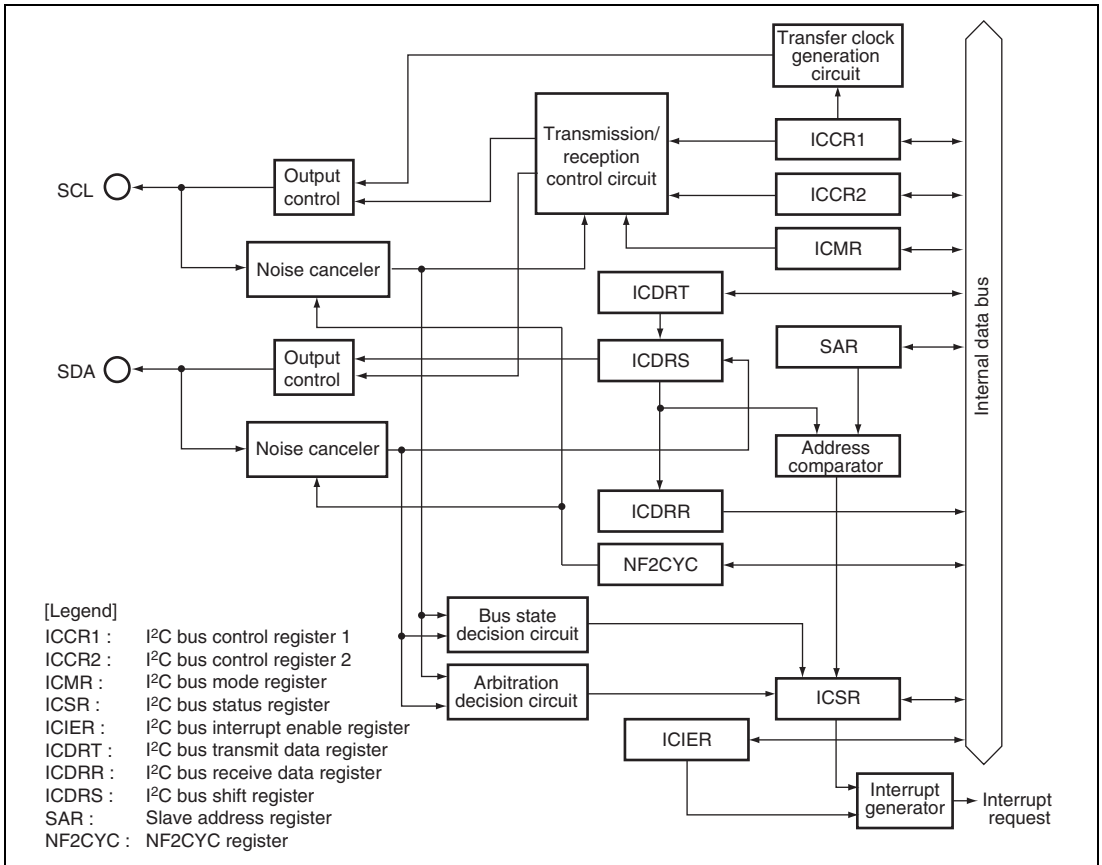 Transfer clock
generation
circuit
Transmission/
reception
control circuit
ICCR1
SCL
Output
control
ICCR2
ICMR
Noise canceler
ICDRT
Internal data bus
SDA
Output
control
ICDRS
SAR
Noise canceler
Address
comparator
ICDRR
NF2CYC
Bus state
decision circuit
Arbitration
decision circuit
ICSR
ICIER
Interrupt
generator
Interrupt
request
[Legend]
ICCR1 : I²C bus control register 1
ICCR2 : I²C bus control register 2
ICMR : I²C bus mode register
ICSR : I²C bus status register
ICIER : I²C bus interrupt enable register
ICDRT : I²C bus transmit data register
ICDRR : I²C bus receive data register
ICDRS : I²C bus shift register
SAR : Slave address register
NF2CYC : NF2CYC register